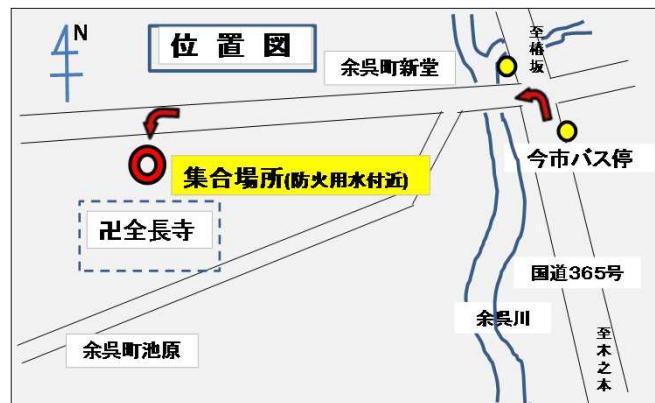 N
位置図
至椿坂
余呉町新堂
今市バス停
集合場所(防火用水付近)
卍全長寺
国道365号
余呉川
余呉町池原
至木之本